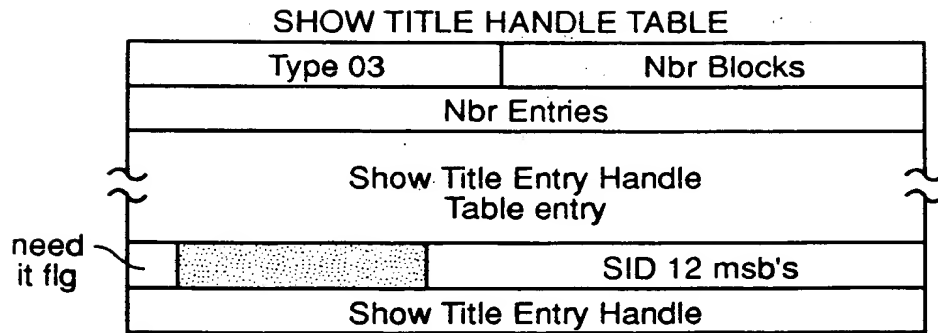 SHOW TITLE HANDLE TABLE
Type 03 Nbr Blocks
Nbr Entries
Show Title Entry Handle
Table entry
need
it flg
SID 12 msb's
Show Title Entry Handle